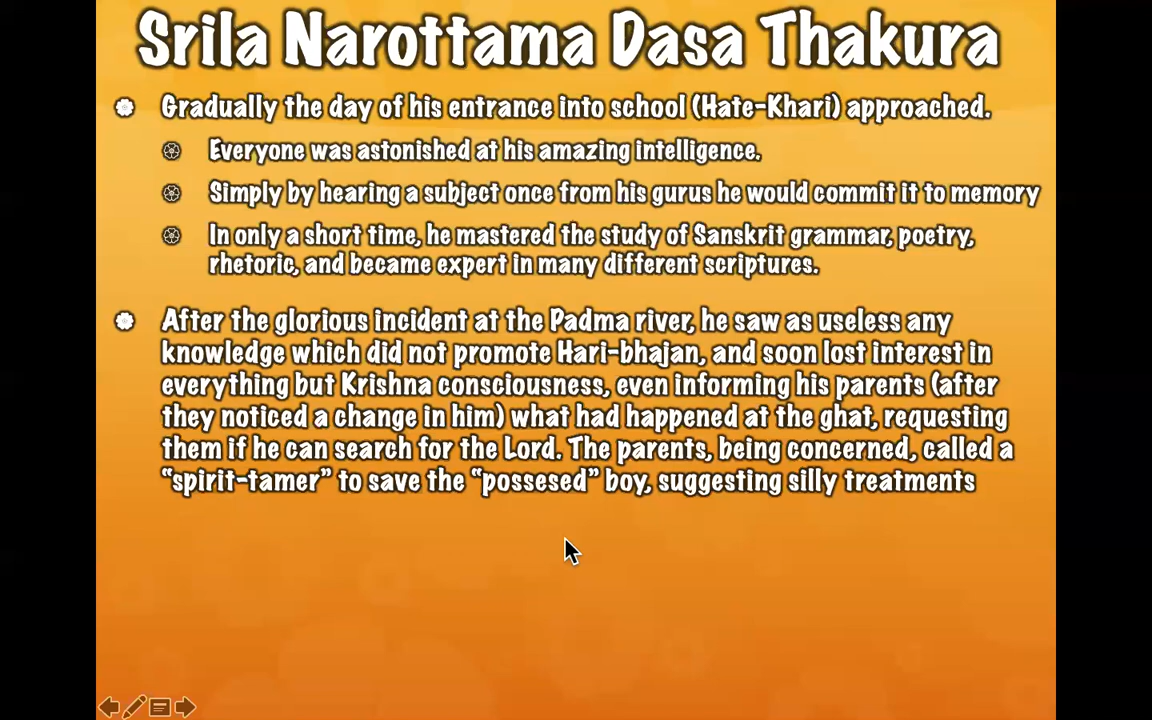 Srila Narottama Dasa Thakura
Gradually the day of his entrance into school (Hate-Khari) approached.
Everyone was astonished at his amazing intelligence.
Simply by hearing a subject once from his gurus he would commit it to memory
In only a short time, he mastered the study of Sanskrit grammar, poetry,
rhetoric, and became expert in many different scriptures.
After the glorious incident at the Padma river, he saw as useless any
knowledge which did not promote Hari-bhajan, and soon lost interest in
everything but Krishna consciousness, even informing his parents (after
they noticed a change in him) what had happened at the ghat, requesting
them if he can search for the Lord. The parents, being concerned, called a
“spirit-tamer” to save the “possesed” boy, suggesting silly treatments